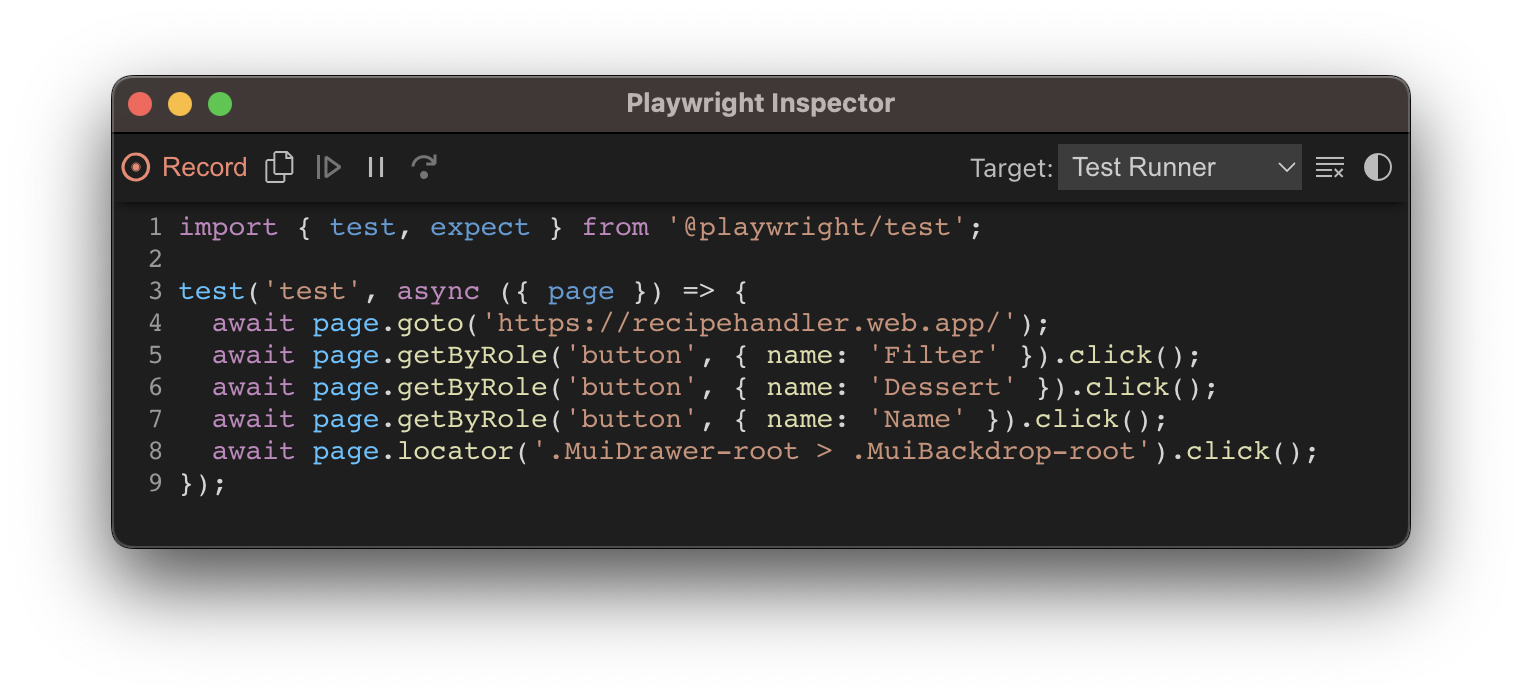 Playwright Inspector
Record Target: Test Runner
1 import { test, expect } from '@playwright/test';
2
3 test('test', async ({ page }) => {
4   await page.goto('https://recipehandler.web.app/');
5   await page.getByRole('button', { name: 'Filter' }).click();
6   await page.getByRole('button', { name: 'Dessert' }).click();
7   await page.getByRole('button', { name: 'Name' }).click();
8   await page.locator('.MuiDrawer-root > .MuiBackdrop-root').click();
9 });